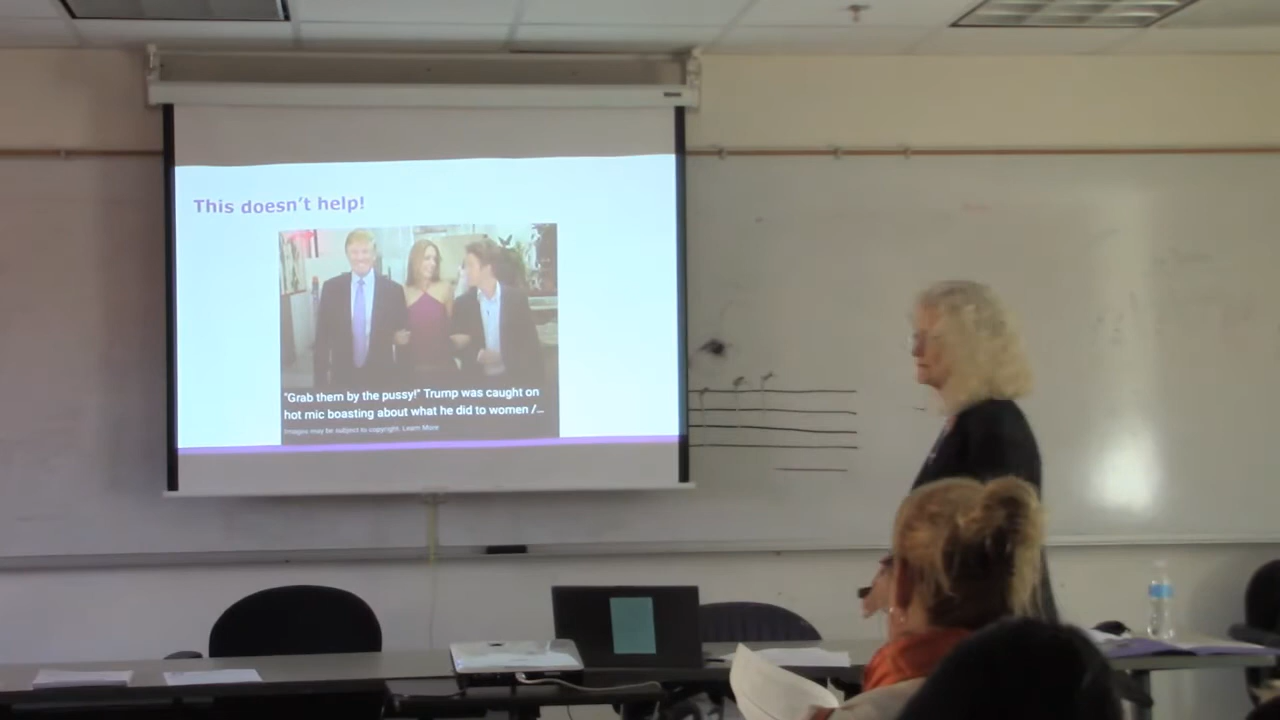 This doesn't help!
"Grab them by the pussy!" Trump was caught on
hot mic boasting about what he did to women /...
Images may be subject to copyright. Learn More